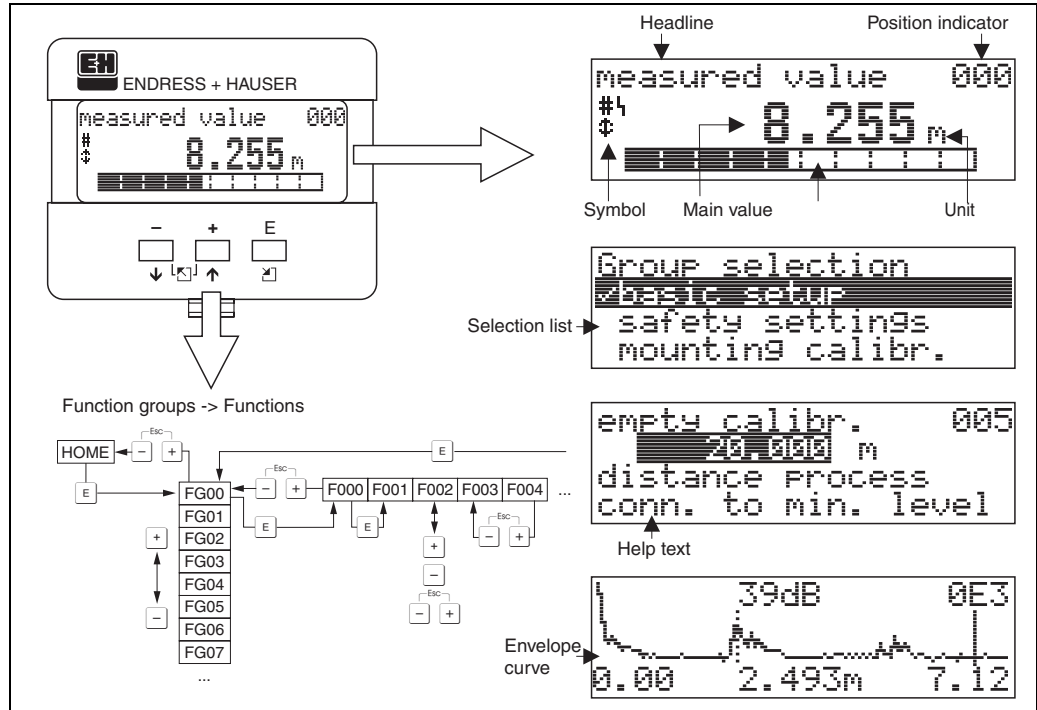 Headline
Position indicator
E+H
ENDRESS + HAUSER
measured value 000
#
8.255 m
– + E
measured value 000
#
8.255 m
Symbol
Main value
Unit
Group selection
basic setup
safety settings
mounting calibr.
Selection list
Function groups -> Functions
Esc
HOME – +
E
E
FG00
Esc
– +
F000 F001 F002 F003 F004 ...
FG01
E
E
Esc
– +
FG02
+
+
FG03
–
FG04
Esc
– +
FG05
–
FG06
FG07
...
empty calibr. 005
20.000 m
distance process
conn. to min. level
Help text
39dB 0E3
Envelope
curve
0.00 2.493m 7.12